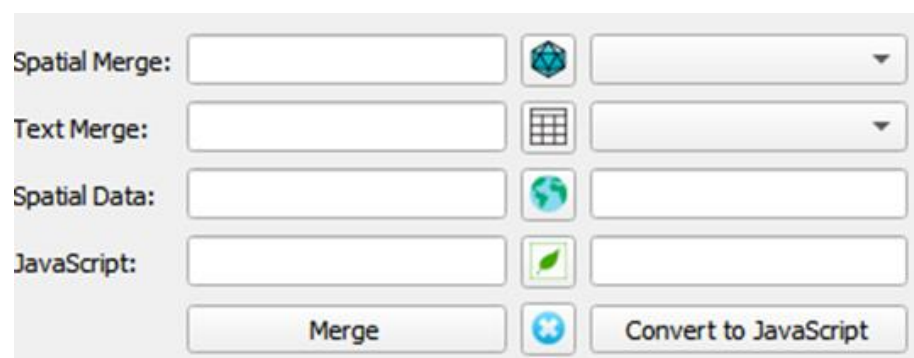 Spatial Merge:
Text Merge:
Spatial Data:
JavaScript:
Merge Convert to JavaScript